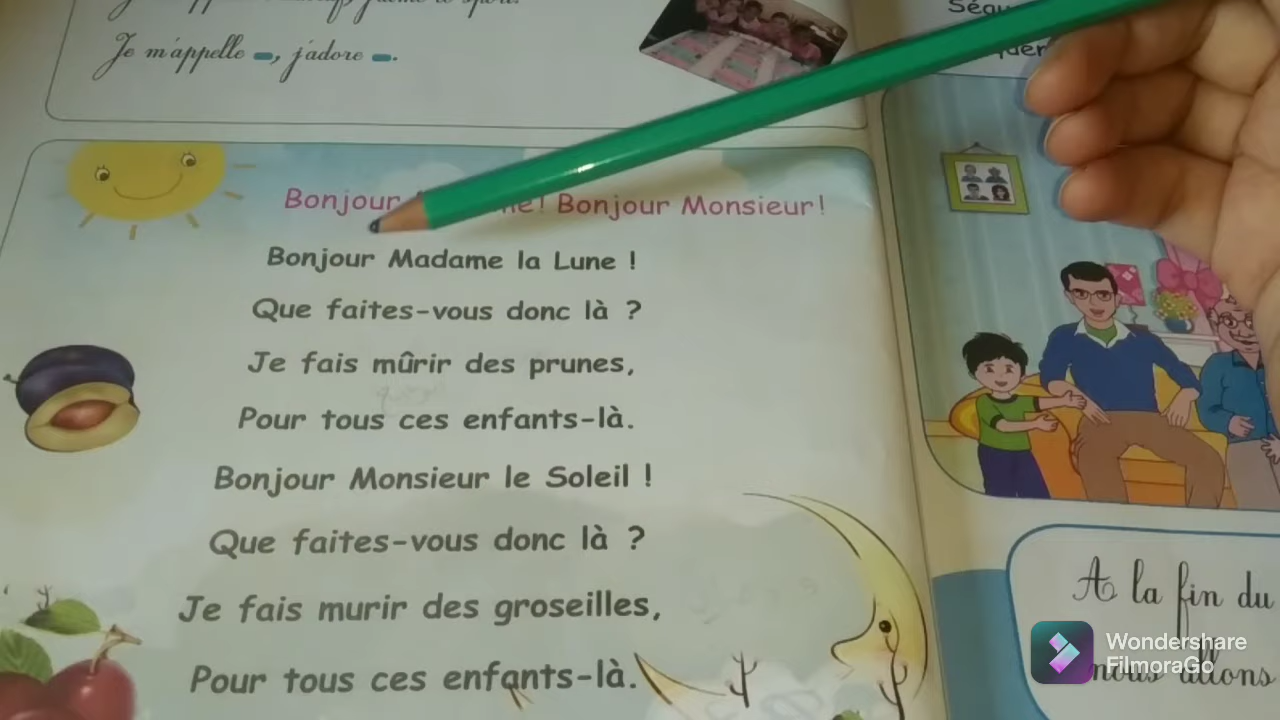 Je m'appelle , j'adore .
Bonjour ! Bonjour Monsieur !
Bonjour Madame la Lune !
Que faites-vous donc là ?
Je fais mûrir des prunes,
Pour tous ces enfants-là.
Bonjour Monsieur le Soleil !
Que faites-vous donc là ?
Je fais murir des groseilles,
Pour tous ces enfants-là.
A la fin du
nous allons
Wondershare
FilmoraGo